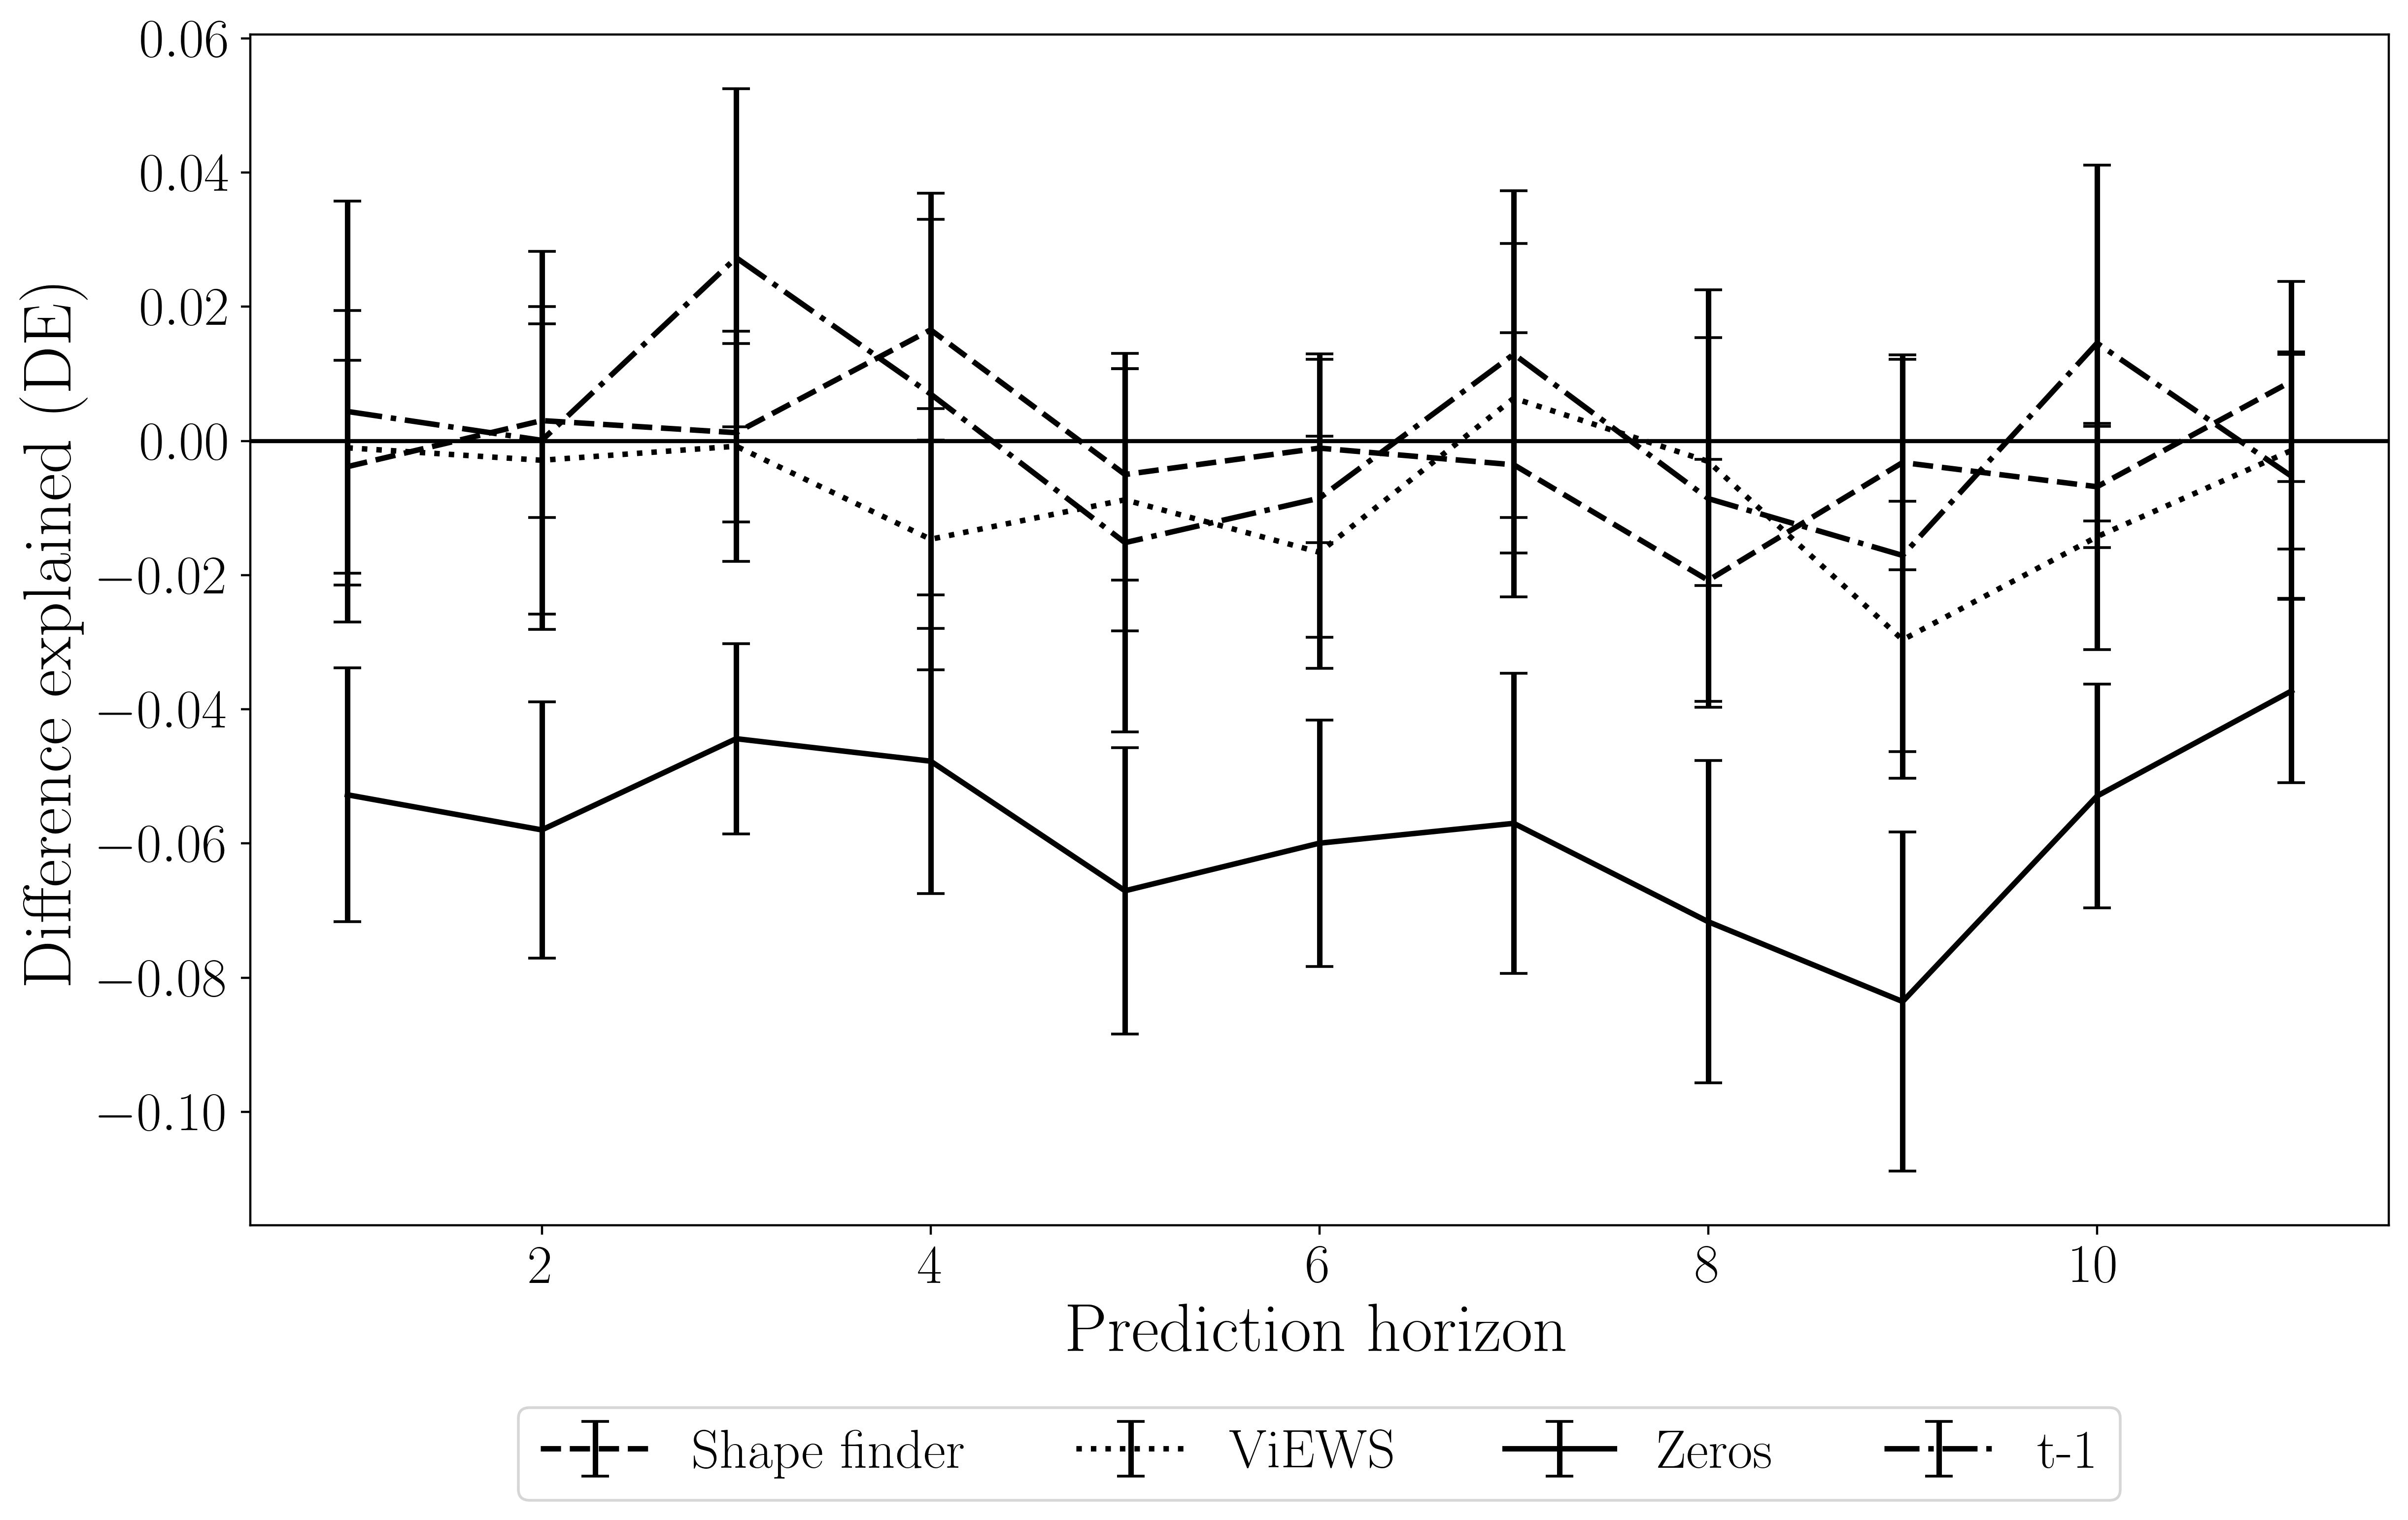 Difference explained (DE)
0.06
0.04
0.02
0.00
−0.02
−0.04
−0.06
−0.08
−0.10
2 4 6 8 10
Prediction horizon
Shape finder ViEWS Zeros t-1